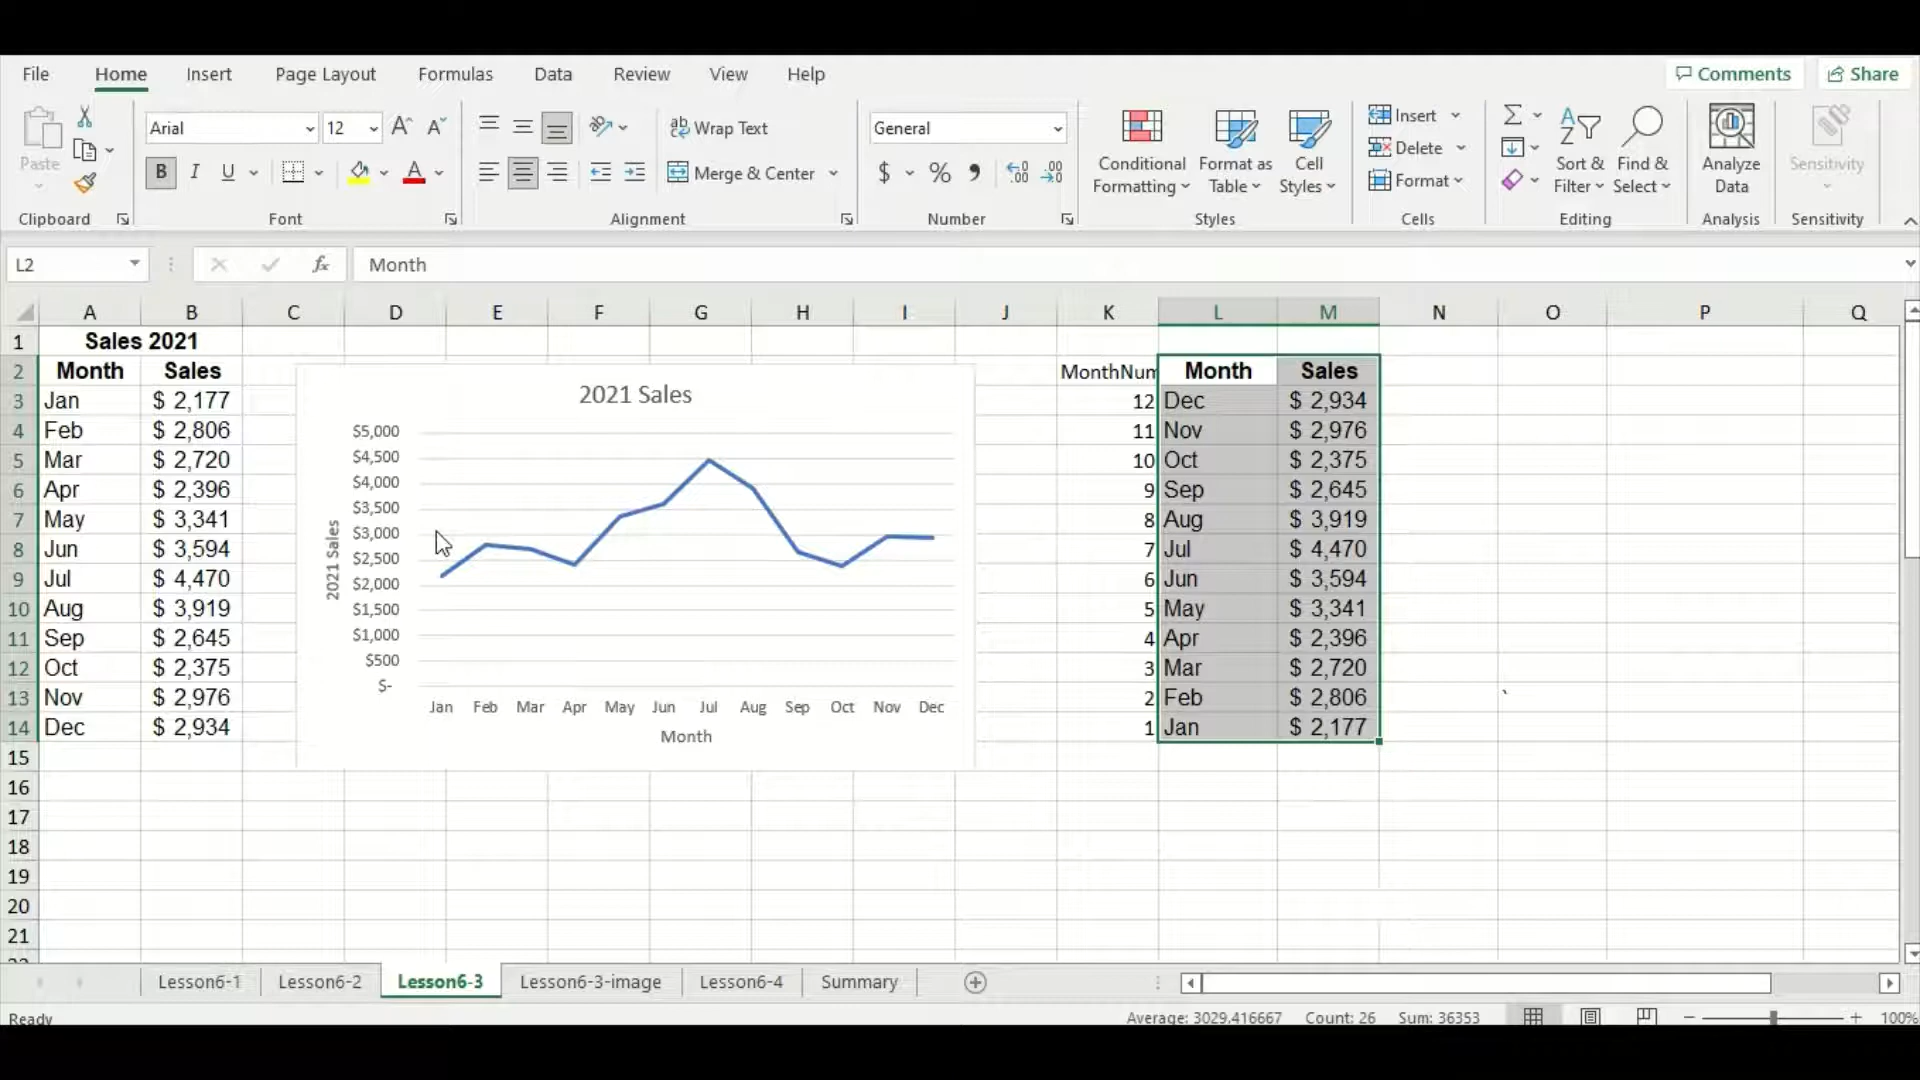 File Home Insert Page Layout Formulas Data Review View Help Comments Share
Arial 12 Wrap Text General Insert
Paste B I U Merge & Center $ % Conditional Formatting Format as Table Cell Styles Delete Sort & Filter Find & Select Analyze Data Sensitivity
Format
Clipboard Font Alignment Number Styles Cells Editing Analysis Sensitivity
L2 fx Month
A B C D E F G H I J K L M N O P Q
1 Sales 2021
2 Month Sales MonthNum Month Sales
3 Jan $ 2,177 12 Dec $ 2,934
4 Feb $ 2,806 11 Nov $ 2,976
5 Mar $ 2,720 10 Oct $ 2,375
6 Apr $ 2,396 9 Sep $ 2,645
7 May $ 3,341 8 Aug $ 3,919
8 Jun $ 3,594 7 Jul $ 4,470
9 Jul $ 4,470 6 Jun $ 3,594
10 Aug $ 3,919 5 May $ 3,341
11 Sep $ 2,645 4 Apr $ 2,396
12 Oct $ 2,375 3 Mar $ 2,720
13 Nov $ 2,976 2 Feb $ 2,806 `
14 Dec $ 2,934 1 Jan $ 2,177
15
16
17
18
19
20
21
2021 Sales
$5,000
$4,500
$4,000
$3,500
$3,000
$2,500
$2,000
$1,500
$1,000
$500
$-
2021 Sales
Jan Feb Mar Apr May Jun Jul Aug Sep Oct Nov Dec
Month
Lesson6-1 Lesson6-2 Lesson6-3 Lesson6-3-image Lesson6-4 Summary
Ready Average: 3029.416667 Count: 26 Sum: 36353 100%